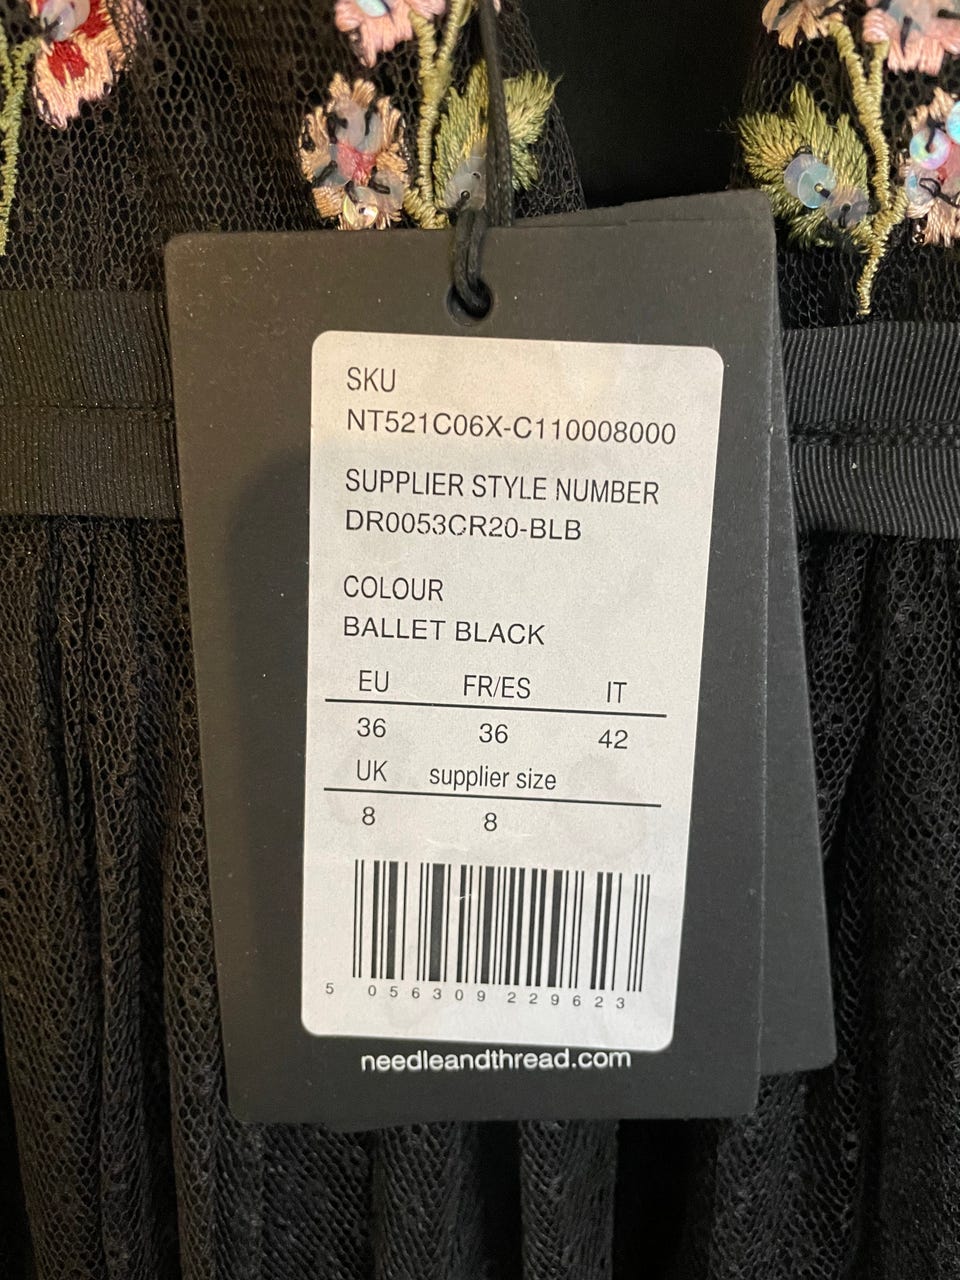 SKU
NT521C06X-C110008000
SUPPLIER STYLE NUMBER
DR0053CR20-BLB
COLOUR
BALLET BLACK
EU FR/ES IT
36 36 42
UK supplier size
8 8
5 056309 229623
needleandthread.com